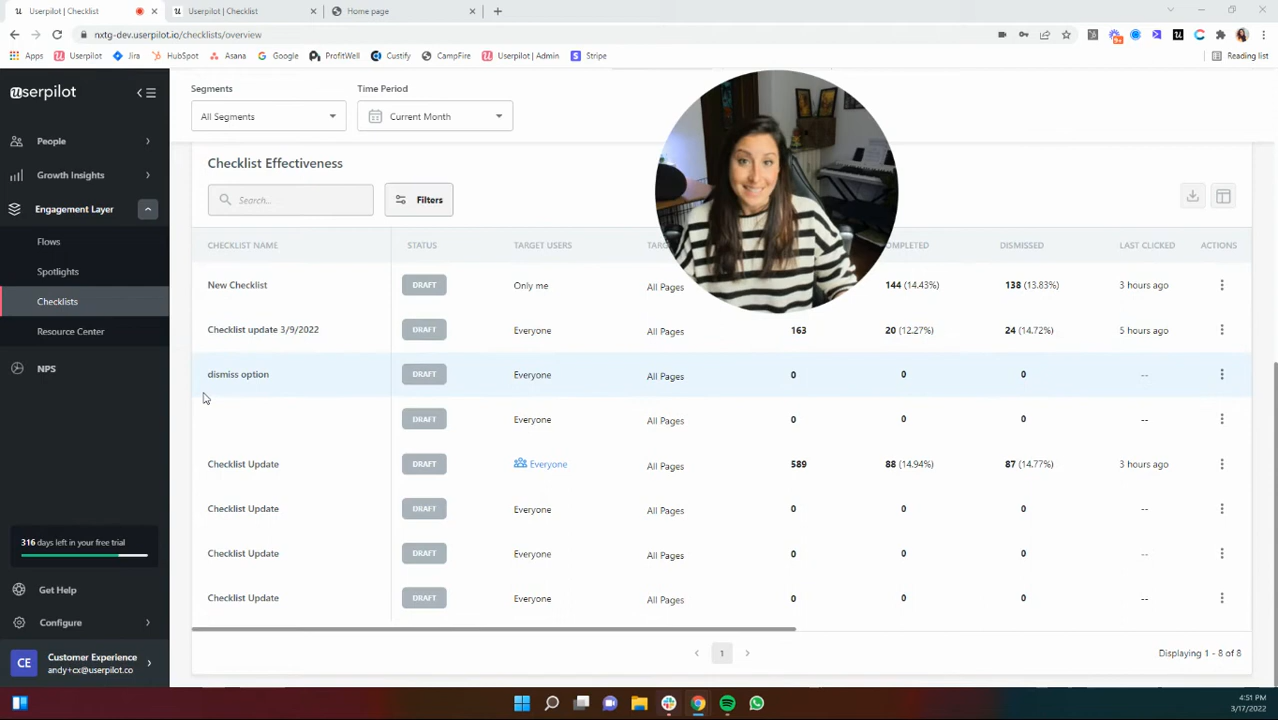 Userpilot | Checklist
Userpilot | Checklist
Home page
nxtg-dev.userpilot.io/checklists/overview
Apps Userpilot Jira HubSpot Asana Google ProfitWell Custify CampFire Userpilot | Admin Stripe Reading list
userpilot
People
Growth Insights
Engagement Layer
Flows
Spotlights
Checklists
Resource Center
NPS
316 days left in your free trial
Get Help
Configure
CE Customer Experience
andy+cx@userpilot.co
Segments Time Period
All Segments Current Month
Checklist Effectiveness
Search... Filters
CHECKLIST NAME STATUS TARGET USERS COMPLETED DISMISSED LAST CLICKED ACTIONS
New Checklist DRAFT Only me All Pages 144 (14.43%) 138 (13.83%) 3 hours ago
Checklist update 3/9/2022 DRAFT Everyone All Pages 163 20 (12.27%) 24 (14.72%) 5 hours ago
dismiss option DRAFT Everyone All Pages 0 0 0 --
DRAFT Everyone All Pages 0 0 0 --
Checklist Update DRAFT Everyone All Pages 589 88 (14.94%) 87 (14.77%) 3 hours ago
Checklist Update DRAFT Everyone All Pages 0 0 0 --
Checklist Update DRAFT Everyone All Pages 0 0 0 --
Checklist Update DRAFT Everyone All Pages 0 0 0 --
1
Displaying 1 - 8 of 8
4:51 PM
3/17/2022